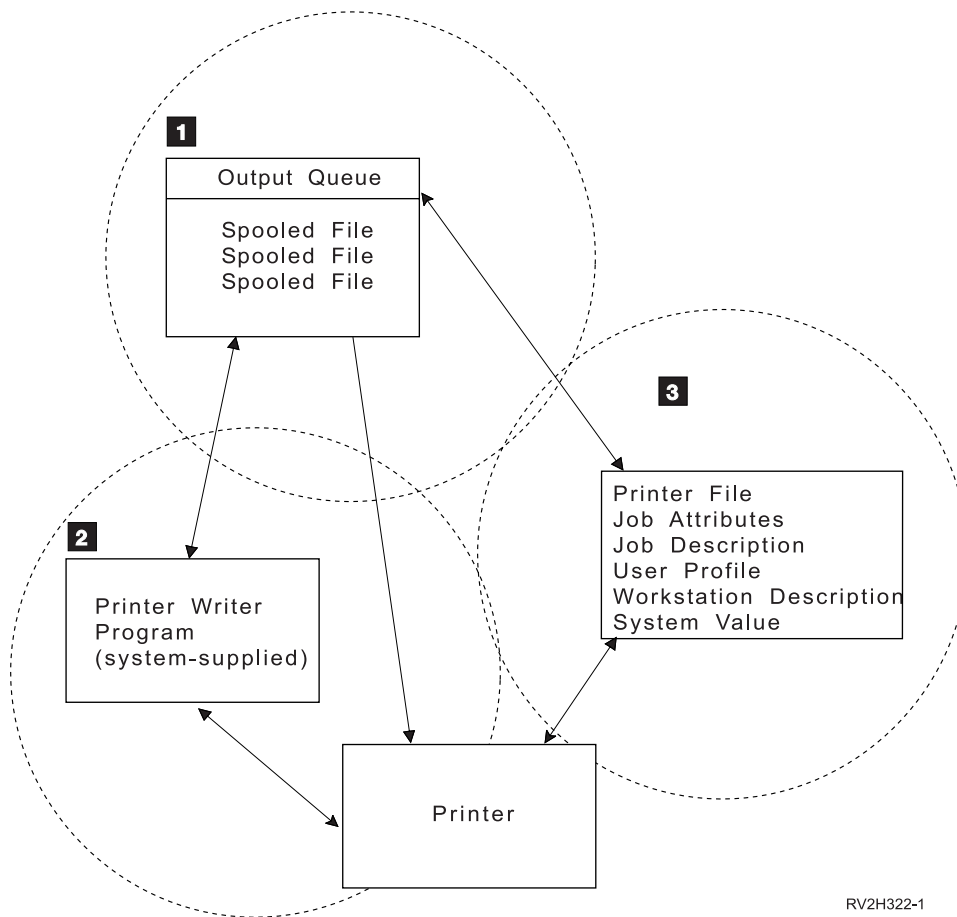 1
Output Queue
Spooled File
Spooled File
Spooled File
3
Printer File
Job Attributes
Job Description
User Profile
Workstation Description
System Value
2
Printer Writer
Program
(system-supplied)
Printer
RV2H322-1